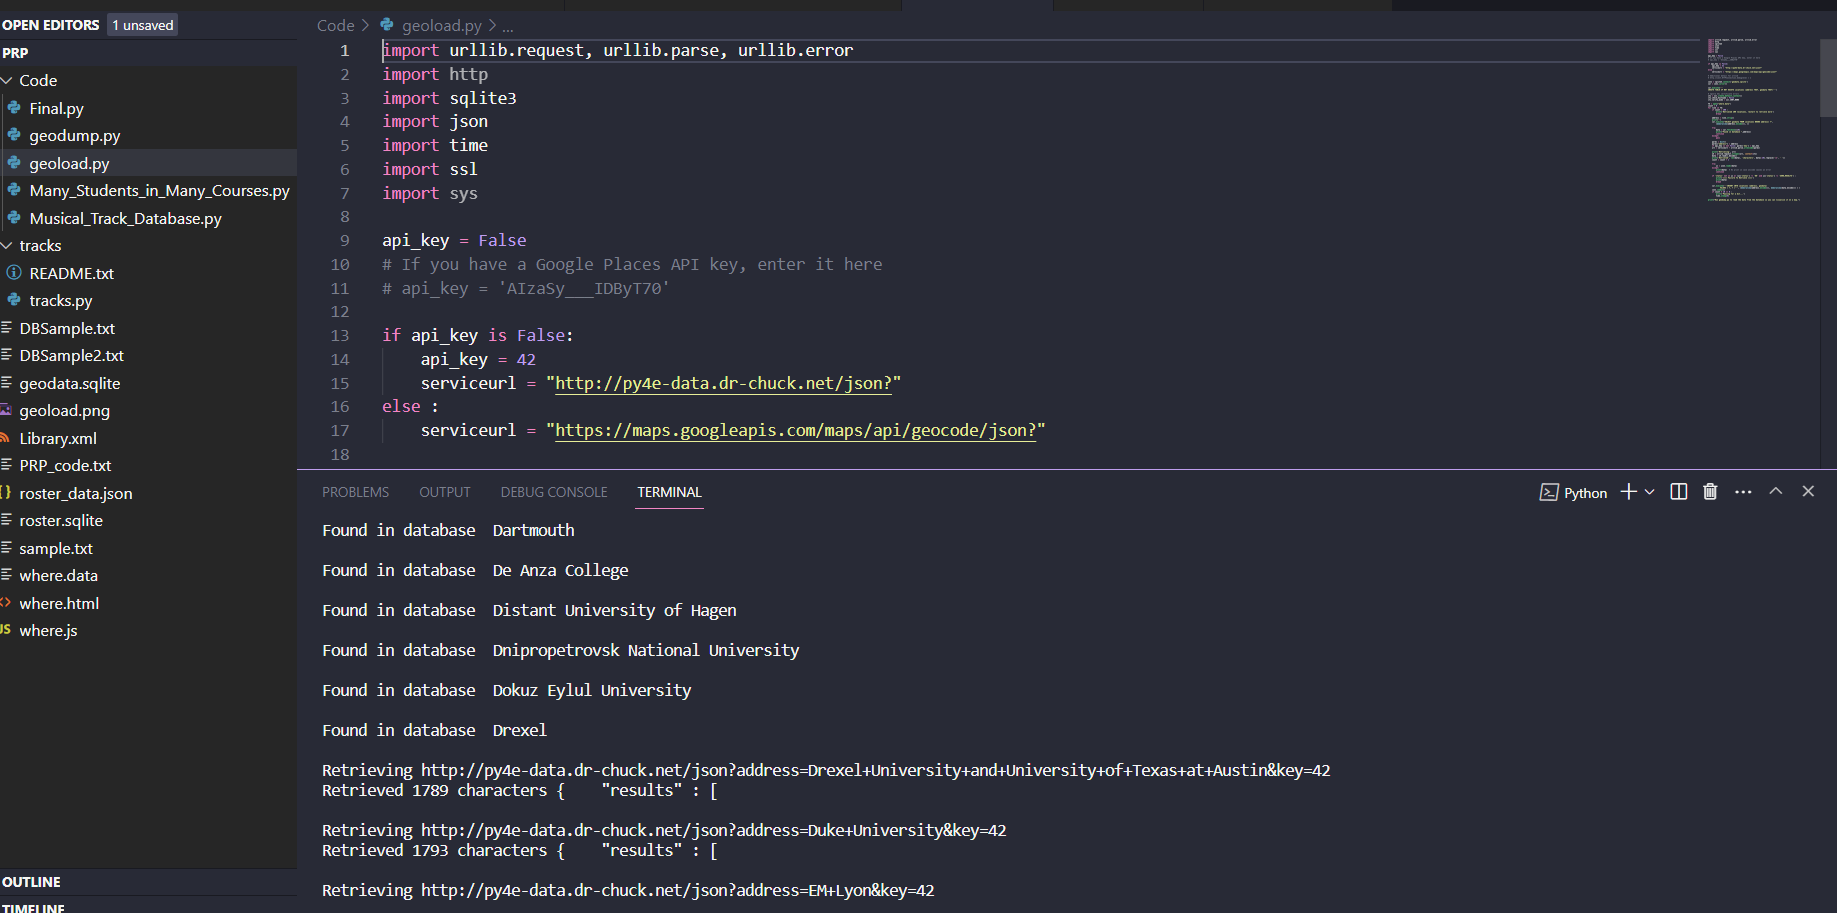 OPEN EDITORS 1 unsaved
PRP
Code
Final.py
geodump.py
geoload.py
Many_Students_in_Many_Courses.py
Musical_Track_Database.py
tracks
README.txt
tracks.py
DBSample.txt
DBSample2.txt
geodata.sqlite
geoload.png
Library.xml
PRP_code.txt
{} roster_data.json
roster.sqlite
sample.txt
where.data
<> where.html
JS where.js
OUTLINE
TIMELINE
Code > geoload.py > ...
1 import urllib.request, urllib.parse, urllib.error
2 import http
3 import sqlite3
4 import json
5 import time
6 import ssl
7 import sys
8
9 api_key = False
10 # If you have a Google Places API key, enter it here
11 # api_key = 'AIzaSy___IDByT70'
12
13 if api_key is False:
14     api_key = 42
15     serviceurl = "http://py4e-data.dr-chuck.net/json?"
16 else :
17     serviceurl = "https://maps.googleapis.com/maps/api/geocode/json?"
18
PROBLEMS OUTPUT DEBUG CONSOLE TERMINAL Python
Found in database  Dartmouth
Found in database  De Anza College
Found in database  Distant University of Hagen
Found in database  Dnipropetrovsk National University
Found in database  Dokuz Eylul University
Found in database  Drexel
Retrieving http://py4e-data.dr-chuck.net/json?address=Drexel+University+and+University+of+Texas+at+Austin&key=42
Retrieved 1789 characters {    "results" : [
Retrieving http://py4e-data.dr-chuck.net/json?address=Duke+University&key=42
Retrieved 1793 characters {    "results" : [
Retrieving http://py4e-data.dr-chuck.net/json?address=EM+Lyon&key=42